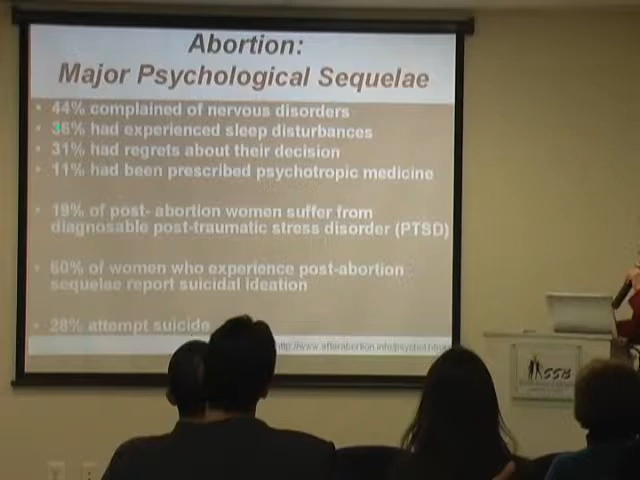 Abortion:
Major Psychological Sequelae
• 44% complained of nervous disorders
• 36% had experienced sleep disturbances
• 31% had regrets about their decision
• 11% had been prescribed psychotropic medicine
• 19% of post- abortion women suffer from
diagnosable post-traumatic stress disorder (PTSD)
• 60% of women who experience post-abortion
sequelae report suicidal ideation
• 28% attempt suicide
SSB